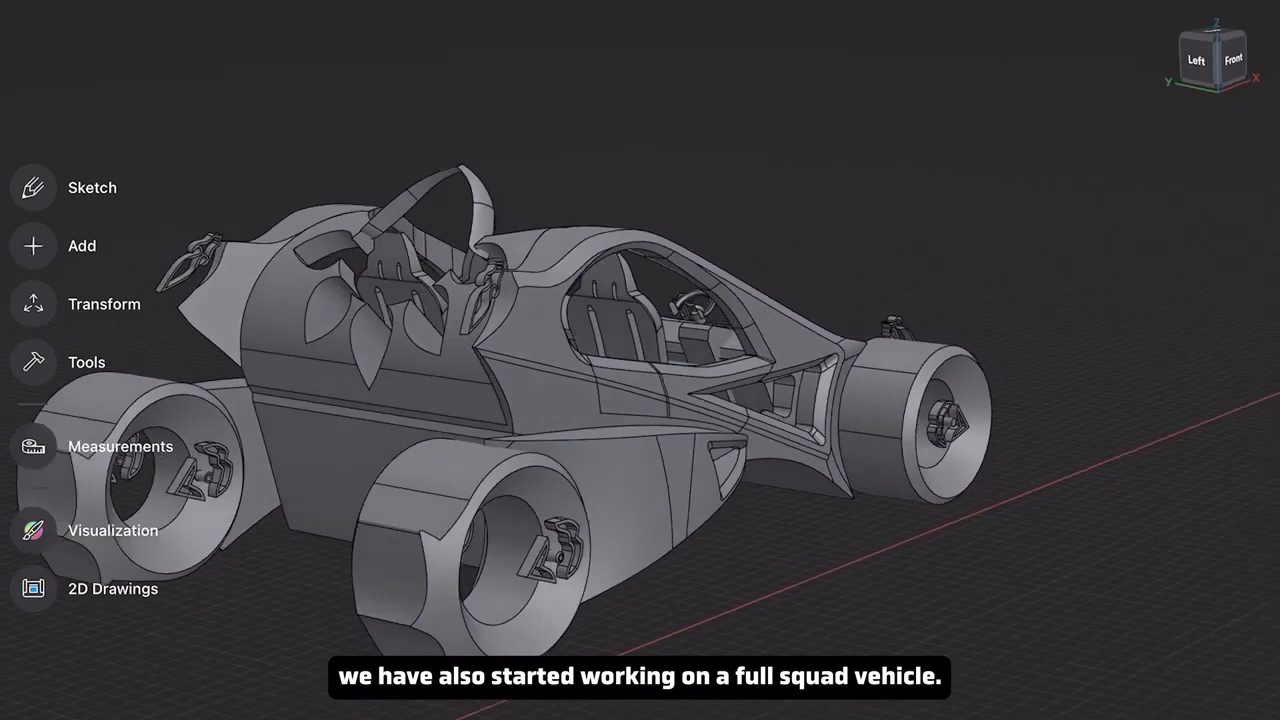 Z
Left
Front
Y
X
Sketch
Add
Transform
Tools
Measurements
Visualization
2D Drawings
we have also started working on a full squad vehicle.